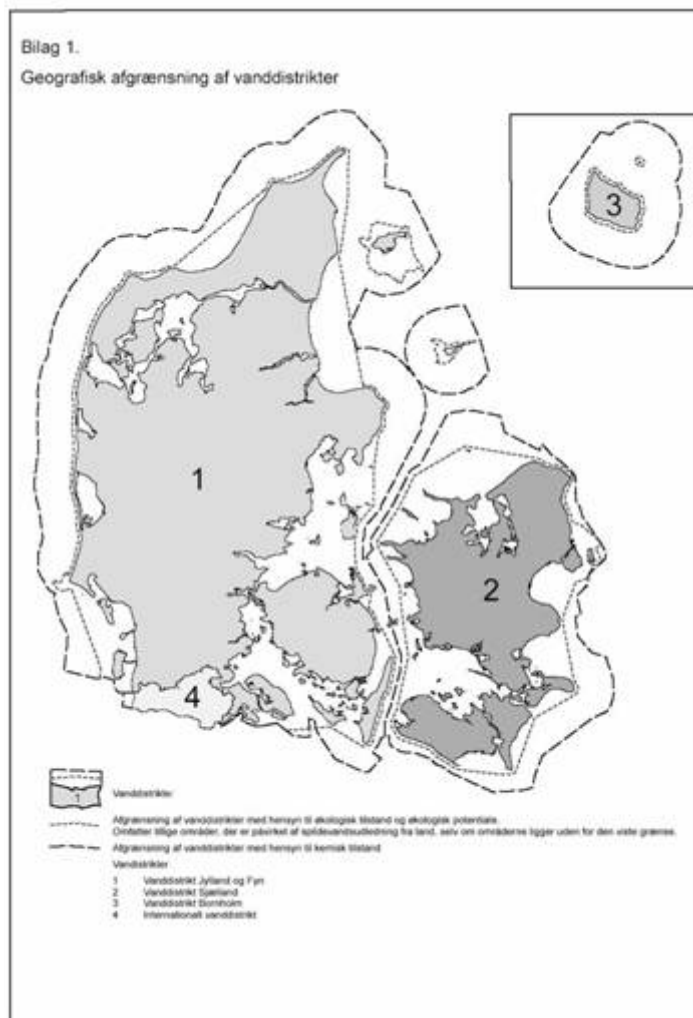 Bilag 1.
Geografisk afgrænsning af vanddistrikter
3
1
2
4
1
Vanddistrikter
Afgrænsning af vanddistrikter med hensyn til økologisk tilstand og økologisk potentiale.
Omfatter tillige områder, der er påvirket af spildevandsudledning fra land, selv om områderne ligger uden for den viste grænse.
Afgrænsning af vanddistrikter med hensyn til kemisk tilstand
Vandistrikter
1 Vanddistrikt Jylland og Fyn
2 Vanddistrikt Sjælland
3 Vanddistrikt Bornholm
4 Internationalt vanddistrikt